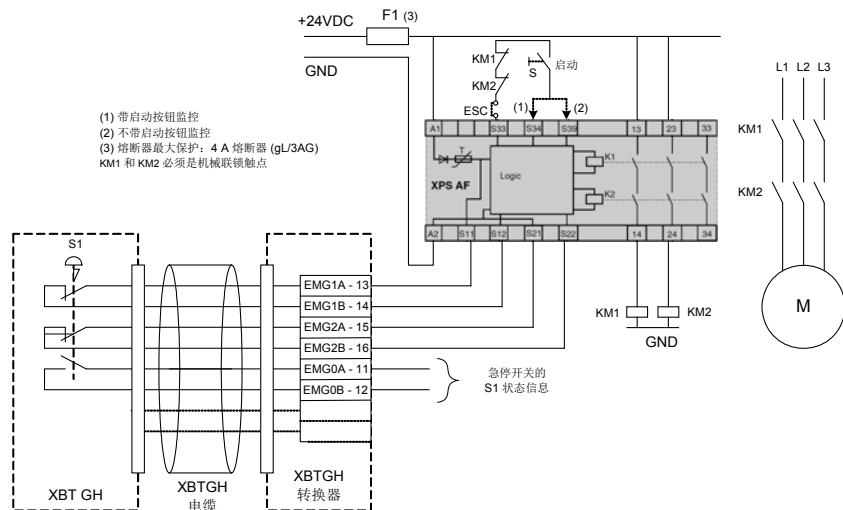 +24VDC
F1 (3)
GND
KM1
KM2
ESC
S
启动
(1)
(2)
L1 L2 L3
KM1
KM2
M
(1) 带启动按钮监控
(2) 不带启动按钮监控
(3) 熔断器最大保护：4 A 熔断器 (gL/3AG)
KM1 和 KM2 必须是机械联锁触点
A1 S33 S34 S39 13 23 33
T
XPS AF
Logic
K1
K2
A2 S11 S12 S21 S22 14 24 34
S1
EMG1A - 13
EMG1B - 14
EMG2A - 15
EMG2B - 16
EMG0A - 11
EMG0B - 12
KM1
KM2
GND
急停开关的
S1 状态信息
XBT GH
XBTGH
电缆
XBTGH
转换器